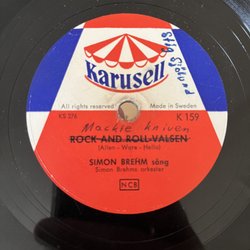 Karusell
All rights reserved.
Made in Sweden
KS 276
K 159
Mackie Kniven
ROCK AND ROLL-VALSEN
(Allen - Ware - Hello)
SIMON BREHM sång
Simon Brehms orkester
NCB